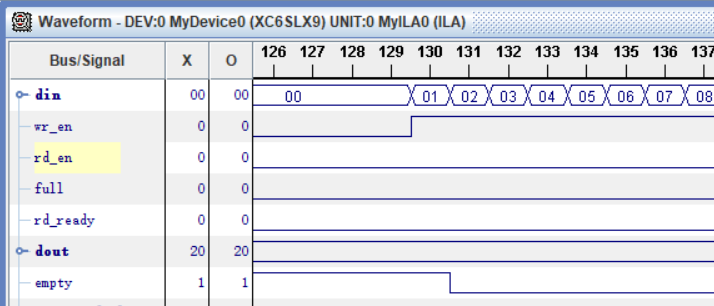 Waveform - DEV:0 MyDevice0 (XC6SLX9) UNIT:0 MyILA0 (ILA)
Bus/Signal X O 126 127 128 129 130 131 132 133 134 135 136 137
din 00 00 00 01 02 03 04 05 06 07 08
wr_en 0 0
rd_en 0 0
full 0 0
rd_ready 0 0
dout 20 20
empty 1 1